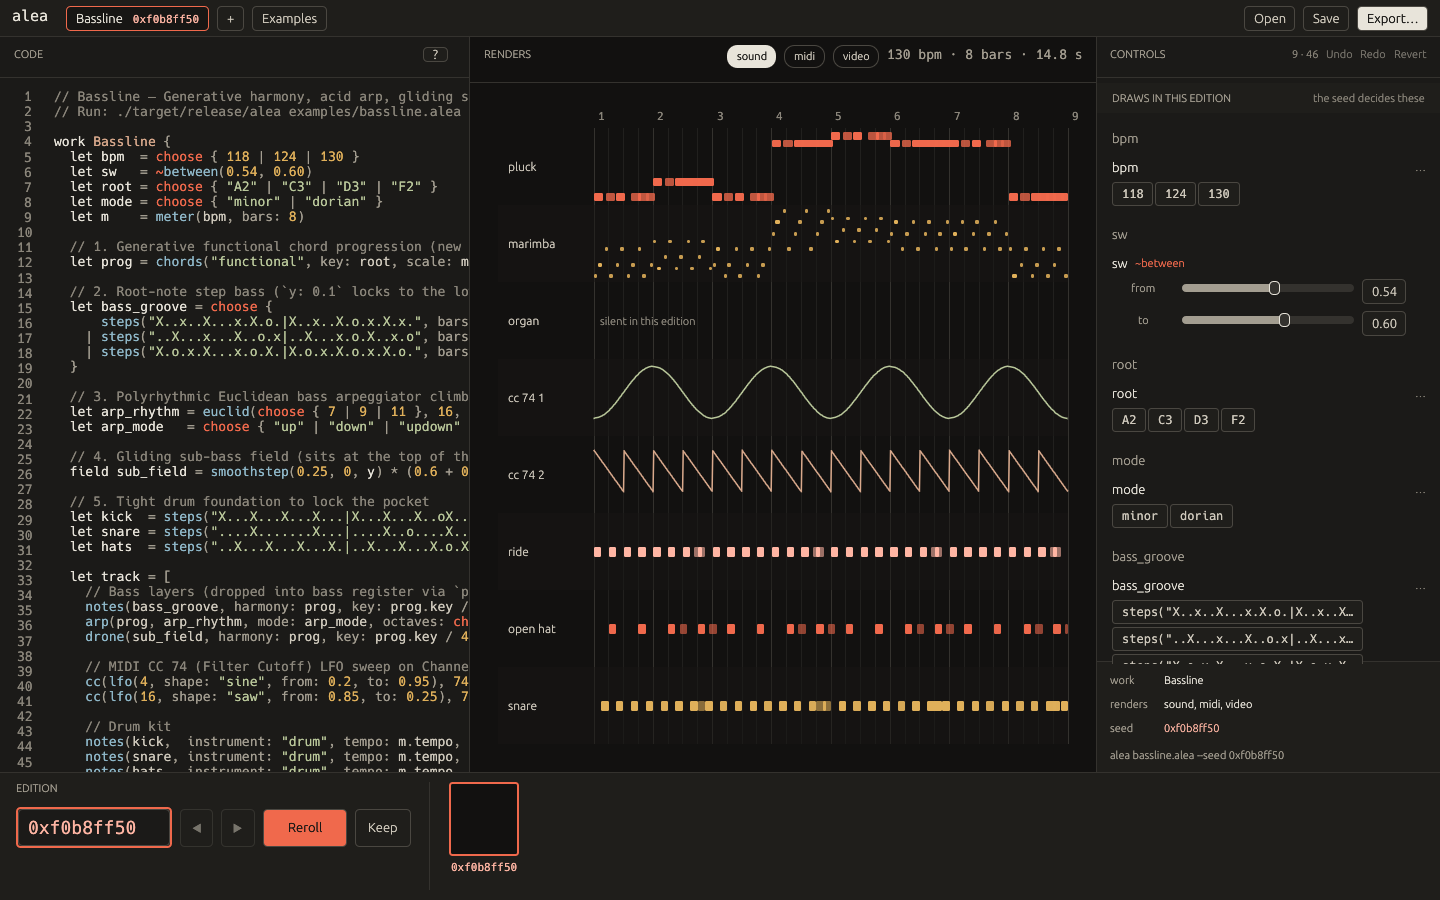 alea
Bassline 0xf0b8ff50
+
Examples
Open
Save
Export...
CODE
?
1 // Bassline — Generative harmony, acid arp, gliding s
2 // Run: ./target/release/alea examples/bassline.alea
3
4 work Bassline {
5 let bpm = choose { 118 | 124 | 130 }
6 let sw = ~between(0.54, 0.60)
7 let root = choose { "A2" | "C3" | "D3" | "F2" }
8 let mode = choose { "minor" | "dorian" }
9 let m = meter(bpm, bars: 8)
10
11 // 1. Generative functional chord progression (new
12 let prog = chords("functional", key: root, scale: m
13
14 // 2. Root-note step bass (`y: 0.1` locks to the lo
15 let bass_groove = choose {
16 steps("X..x..X...x.X.o.|X..x..X.o.x.X.x.", bars
17 | steps("..X...x...X..o.x|..X...x.o.X..x.o", bars
18 | steps("X.o.x.X...x.o.X.|X.o.x.X.o.x.X.o.", bars
19 }
20
21 // 3. Polyrhythmic Euclidean bass arpeggiator climb
22 let arp_rhythm = euclid(choose { 7 | 9 | 11 }, 16,
23 let arp_mode = choose { "up" | "down" | "updown"
24
25 // 4. Gliding sub-bass field (sits at the top of th
26 field sub_field = smoothstep(0.25, 0, y) * (0.6 + 0
27
28 // 5. Tight drum foundation to lock the pocket
29 let kick = steps("X...X...X...X...|X...X...X..oX..
30 let snare = steps("....X.......X...|....X..o....X..
31 let hats = steps("..X...X...X...X.|..X...X...X.o.X
32
33 let track = [
34 // Bass layers (dropped into bass register via `p
35 notes(bass_groove, harmony: prog, key: prog.key /
36 arp(prog, arp_rhythm, mode: arp_mode, octaves: ch
37 drone(sub_field, harmony: prog, key: prog.key / 4
38
39 // MIDI CC 74 (Filter Cutoff) LFO sweep on Channe
40 cc(lfo(4, shape: "sine", from: 0.2, to: 0.95), 74
41 cc(lfo(16, shape: "saw", from: 0.85, to: 0.25), 7
42
43 // Drum kit
44 notes(kick, instrument: "drum", tempo: m.tempo,
45 notes(snare, instrument: "drum", tempo: m.tempo,
notes(hats, instrument: "drum", tempo: m.tempo,
RENDERS
sound
midi
video
130 bpm · 8 bars · 14.8 s
1 2 3 4 5 6 7 8 9
pluck
marimba
organ
silent in this edition
cc 74 1
cc 74 2
ride
open hat
snare
CONTROLS
9 · 46 Undo Redo Revert
DRAWS IN THIS EDITION
the seed decides these
bpm
bpm ...
118 124 130
sw
sw ~between
from 0.54
to 0.60
root
root ...
A2 C3 D3 F2
mode
mode ...
minor dorian
bass_groove
bass_groove ...
steps("X..x..X...x.X.o.|X..x..X…
steps("..X...x...X..o.x|..X...x…
work Bassline
renders sound, midi, video
seed 0xf0b8ff50
alea bassline.alea --seed 0xf0b8ff50
EDITION
0xf0b8ff50
◀
▶
Reroll
Keep
0xf0b8ff50